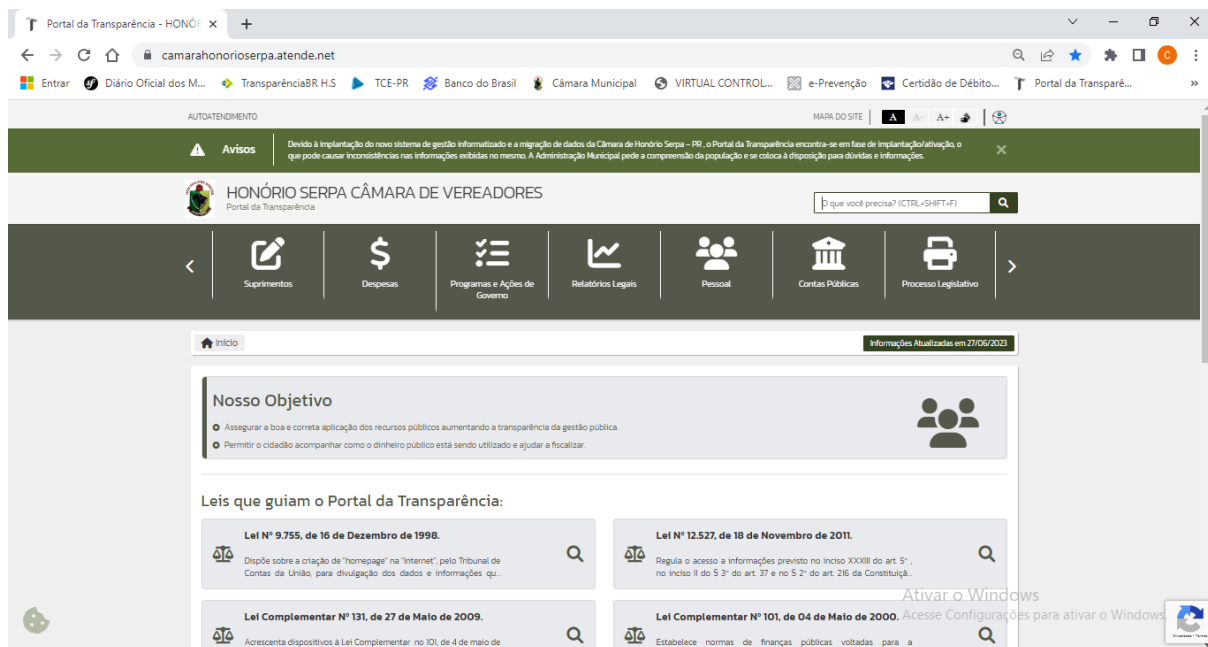 Portal da Transparência - HONÓR
camarahonorioserpa.atende.net
Entrar Diário Oficial dos M... TransparênciaBR H.S TCE-PR Banco do Brasil Câmara Municipal VIRTUAL CONTROL... e-Prevenção Certidão de Débito... Portal da Transparê... »
AUTOATENDIMENTO MAPA DO SITE A A- A+
Avisos
Devido à implantação do novo sistema de gestão informatizado e a migração de dados da Câmara de Honório Serpa – PR , o Portal da Transparência encontra-se em fase de implantação/ativação, o
que pode causar inconsistências nas informações exibidas no mesmo. A Administração Municipal pede a compreensão da população e se coloca à disposição para dúvidas e informações.
HONÓRIO SERPA CÂMARA DE VEREADORES
Portal da Transparência
O que você precisa? (CTRL+SHIFT+F)
Suprimentos Despesas Programas e Ações de Relatórios Legais Pessoal Contas Públicas Processo Legislativo
Governo
Início Informações Atualizadas em 27/06/2023
Nosso Objetivo
Assegurar a boa e correta aplicação dos recursos públicos aumentando a transparência da gestão pública.
Permitir o cidadão acompanhar como o dinheiro público está sendo utilizado e ajudar a fiscalizar.
Leis que guiam o Portal da Transparência:
Lei Nº 9.755, de 16 de Dezembro de 1998.
Dispõe sobre a criação de "homepage" na "Internet", pelo Tribunal de
Contas da União, para divulgação dos dados e informações qu...
Lei Nº 12.527, de 18 de Novembro de 2011.
Regula o acesso a informações previsto no inciso XXXIII do art. 5º ,
no inciso II do § 3º do art. 37 e no § 2º do art. 216 da Constituiçã...
Lei Complementar Nº 131, de 27 de Maio de 2009.
Acrescenta dispositivos à Lei Complementar no 101, de 4 de maio de
Lei Complementar Nº 101, de 04 de Maio de 2000.
Estabelece normas de finanças públicas voltadas para a
Ativar o Windows
Acesse Configurações para ativar o Windows.